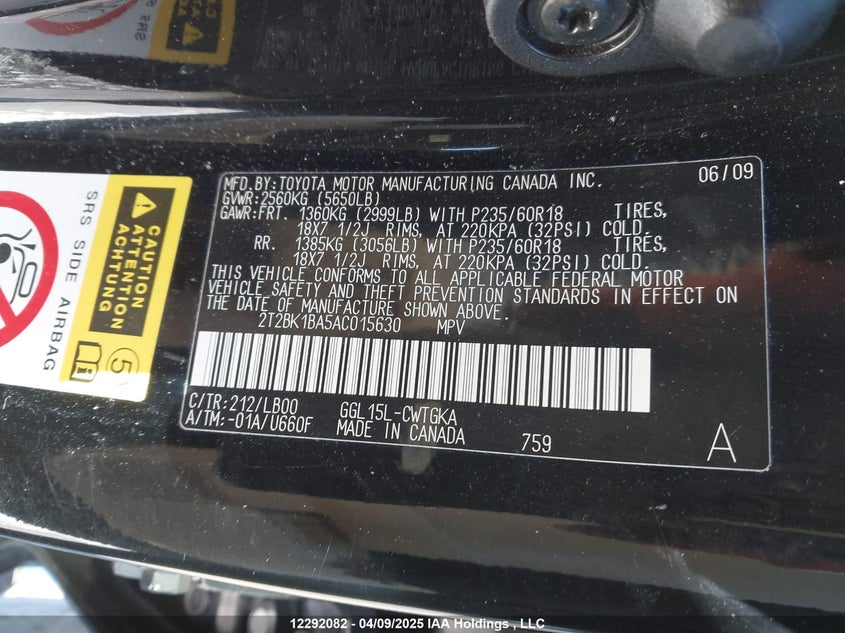 MFD.BY:TOYOTA MOTOR MANUFACTURING CANADA INC. 06/09
GVWR:2560KG (5650LB)
GAWR:FRT. 1360KG (2999LB) WITH P235/60R18 TIRES,
18X7 1/2J RIMS, AT 220KPA (32PSI) COLD.
RR. 1385KG (3056LB) WITH P235/60R18 TIRES,
18X7 1/2J RIMS, AT 220KPA (32PSI) COLD.
THIS VEHICLE CONFORMS TO ALL APPLICABLE FEDERAL MOTOR
VEHICLE SAFETY AND THEFT PREVENTION STANDARDS IN EFFECT ON
THE DATE OF MANUFACTURE SHOWN ABOVE.
2T2BK1BA5AC015630 MPV
C/TR:212/LB00 GGL15L-CWTGKA
A/TM:-01A/U660F MADE IN CANADA 759 A
SRS SIDE AIRBAG
CAUTION
ATTENTION
ACHTUNG
5
12292082 - 04/09/2025 IAA Holdings , LLC